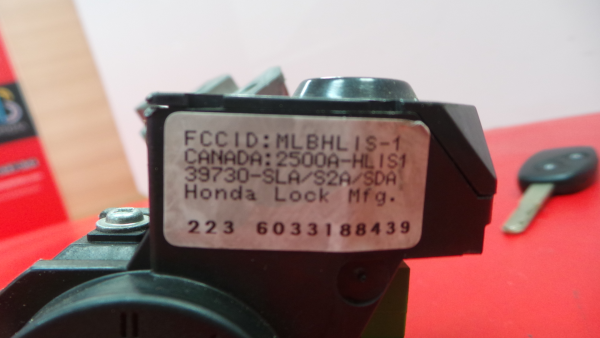 FCCID:MLBHLIS-1
CANADA:2500A-HLIS1
39730-SLA/S2A/SDA
Honda Lock Mfg.
223 6033188439